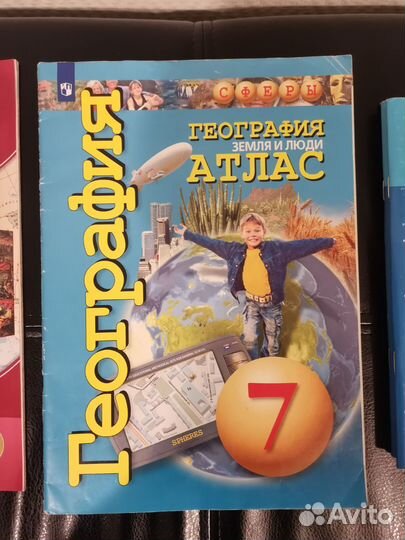 СФЕРЫ
География
ГЕОГРАФИЯ
ЗЕМЛЯ И ЛЮДИ
АТЛАС
SPHERES
7
Avito